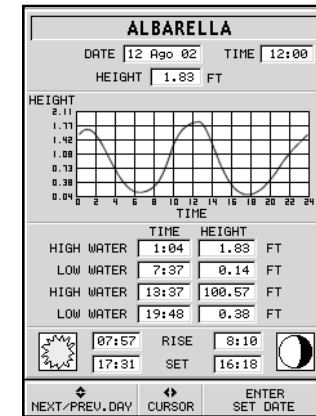 ALBARELLA
DATE 12 Ago 02 TIME 12:00
HEIGHT 1.83 FT
HEIGHT
2.11
1.77
1.42
1.08
0.73
0.38
0.04
0 2 4 6 8 10 12 14 16 18 20 22 24
TIME
TIME HEIGHT
HIGH WATER 1:04 1.83 FT
LOW WATER 7:37 0.14 FT
HIGH WATER 13:37 100.57 FT
LOW WATER 19:48 0.38 FT
07:57 RISE 8:10
17:31 SET 16:18
NEXT/PREV.DAY CURSOR ENTER
SET DATE